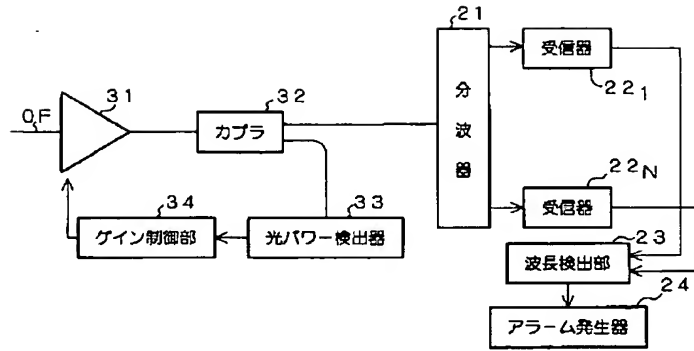 21
受信器
22₁
31
OF
32
カプラ
分波器
22N
受信器
34
ゲイン制御部
33
光パワー検出器
23
波長検出部
24
アラーム発生器